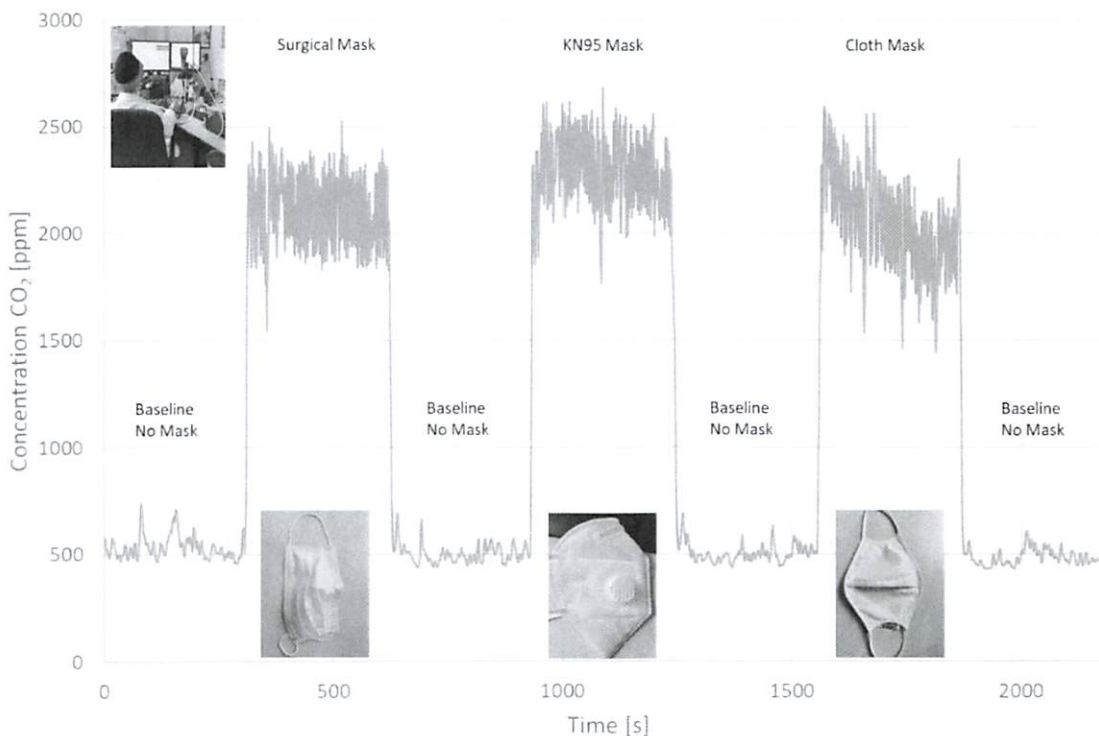 3000
2500
2000
1500
1000
500
0
Concentration CO₂ [ppm]
Surgical Mask
KN95 Mask
Cloth Mask
Baseline
No Mask
Baseline
No Mask
Baseline
No Mask
Baseline
No Mask
0
500
1000
1500
2000
Time [s]